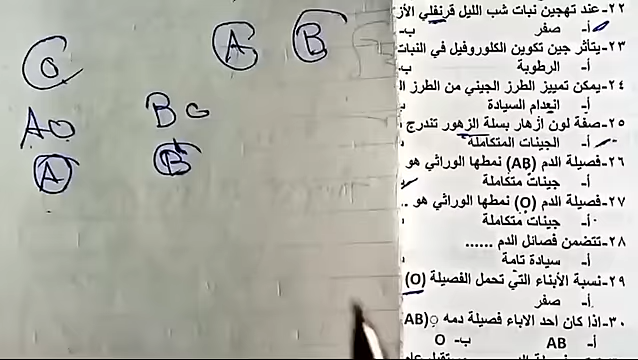 A B
O
AO BO
A B
٢٢- عند تهجين نبات شب الليل قرنفلي الأز
أ- صفر ب-
٢٣- يتأثر جين تكوين الكلوروفيل في النبات
أ- الرطوبة ب
٢٤- يمكن تمييز الطرز الجيني من الطرز ا
أ- انعدام السيادة
٢٥- صفة لون ازهار بسلة الزهور تندرج
أ- الجينات المتكاملة
٢٦- فصيلة الدم (AB) نمطها الوراثي هو
أ- جينات متكاملة
٢٧- فصيلة الدم (O) نمطها الوراثي هو ..
أ- جينات متكاملة
٢٨- تتضمن فصائل الدم ......
أ- سيادة تامة
٢٩- نسبة الأبناء التي تحمل الفصيلة (O)
أ- صفر
٣٠- اذا كان احد الاباء فصيلة دمه (AB
أ- AB ب- O